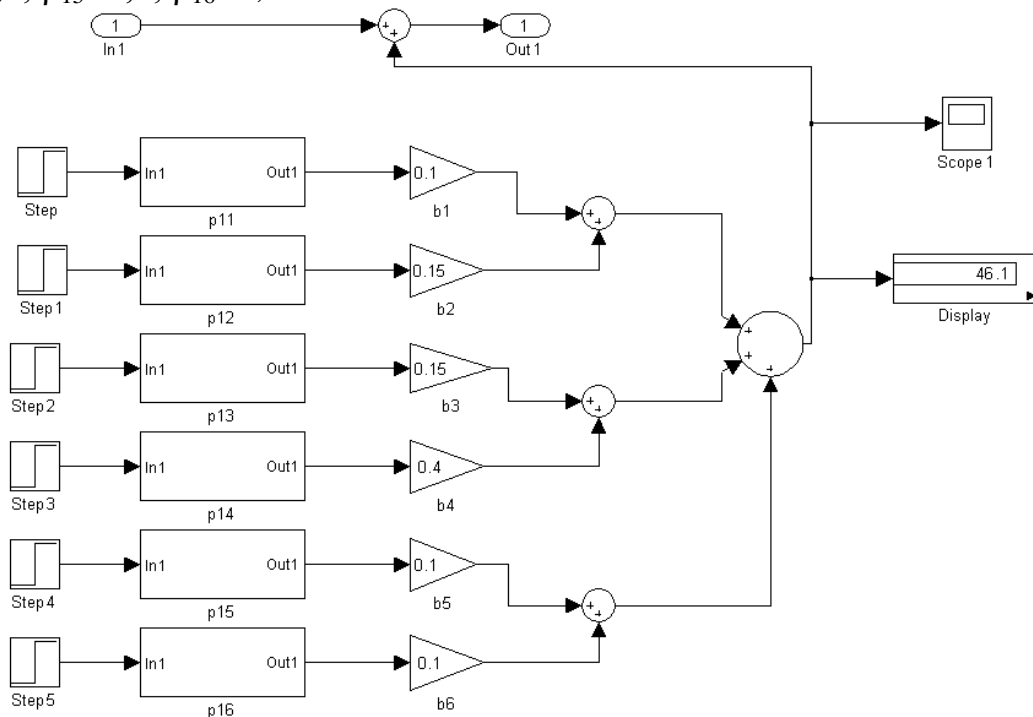 1
In1
+
+
1
Out1
Scope 1
Step
In1
Out1
p11
0.1
b1
+
+
Step1
In1
Out1
p12
0.15
b2
46.1
Display
+
+
+
Step2
In1
Out1
p13
0.15
b3
+
+
Step3
In1
Out1
p14
0.4
b4
Step4
In1
Out1
p15
0.1
b5
+
+
Step5
In1
Out1
p16
0.1
b6